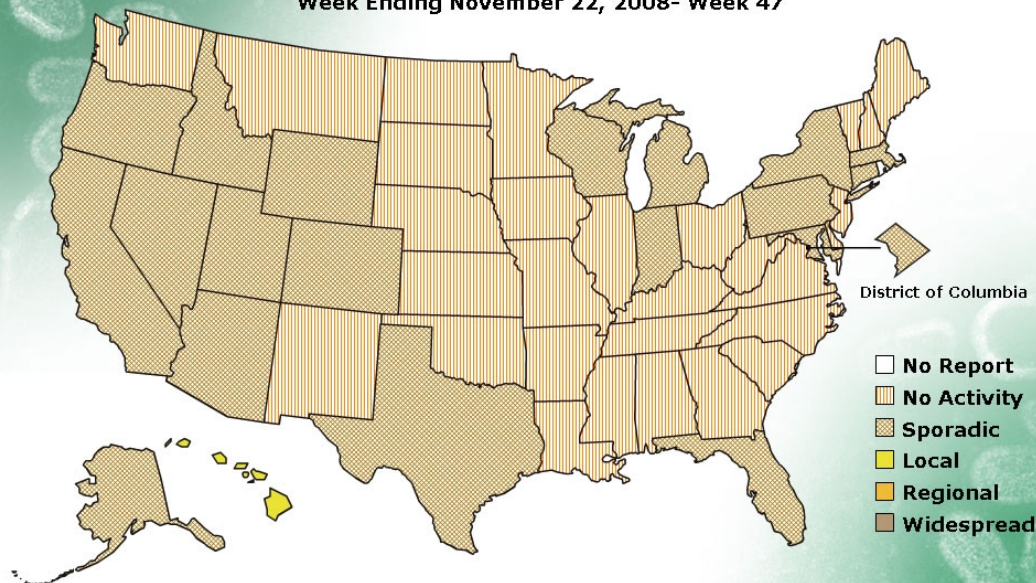 Week Ending November 22, 2008- Week 47
District of Columbia
No Report
No Activity
Sporadic
Local
Regional
Widespread